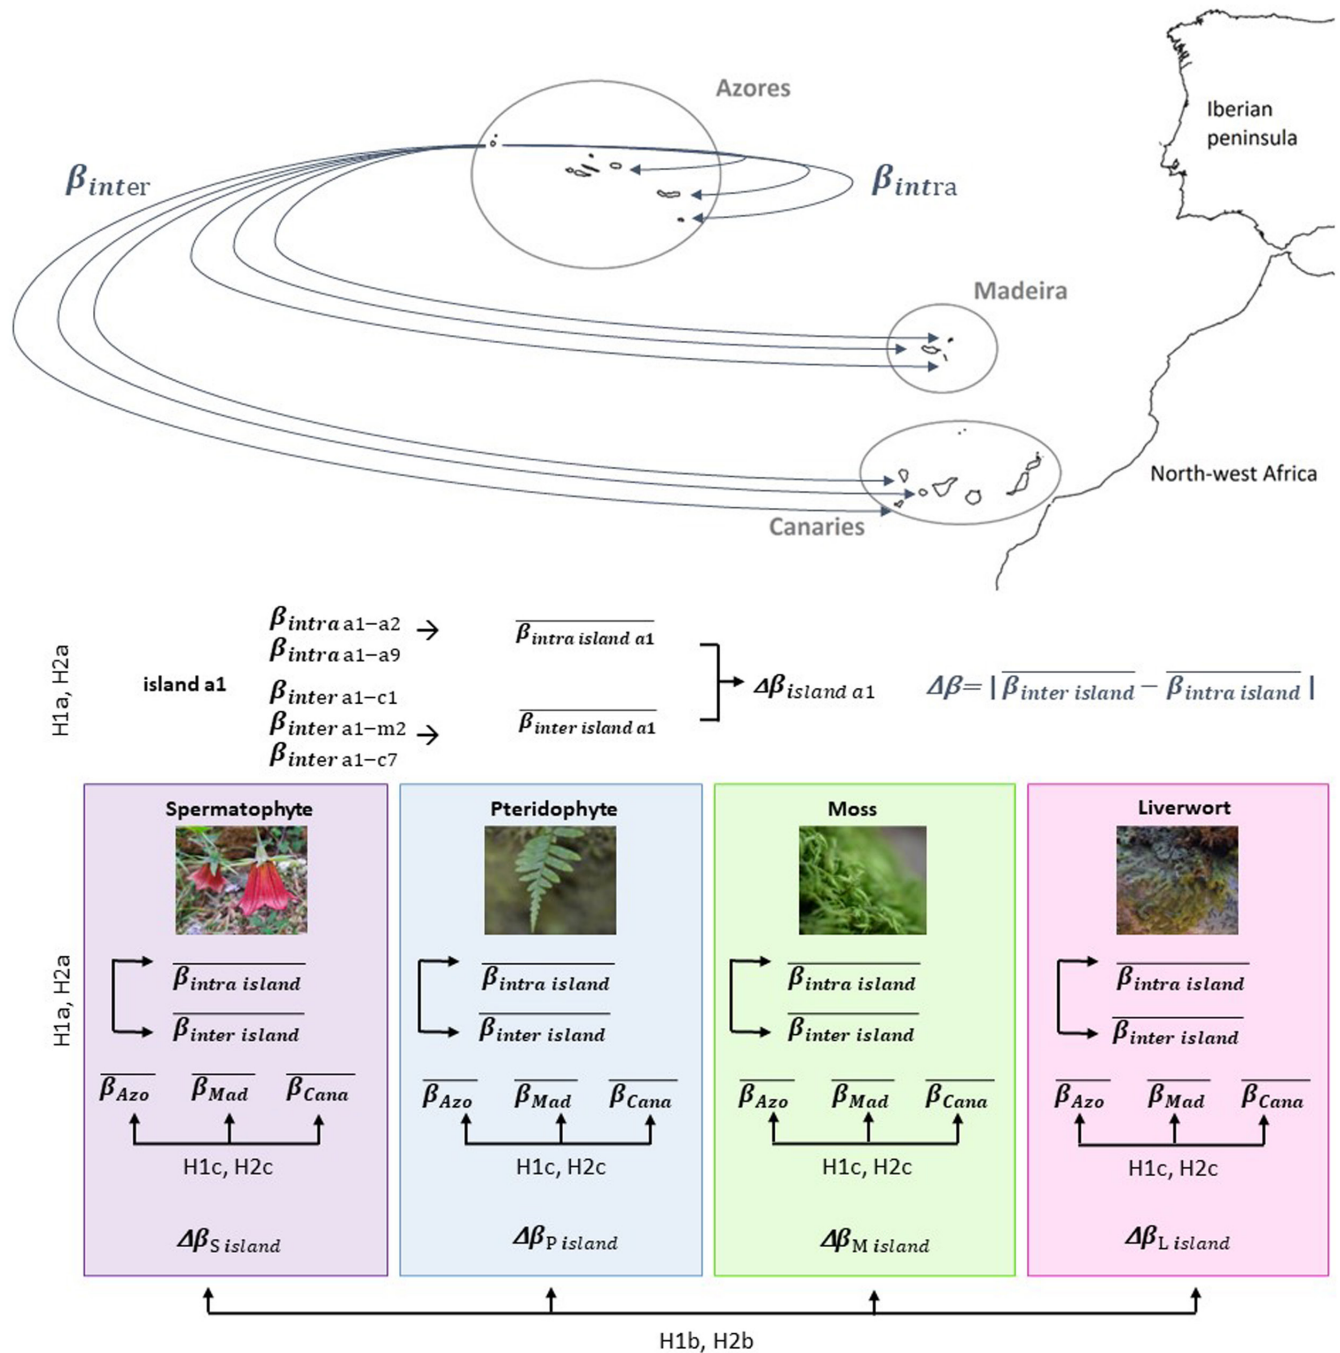 Azores
Iberian
peninsula
βinter
βintra
Madeira
North-west Africa
Canaries
H1a, H2a
island a1
βintra a1–a2
βintra a1–a9
βinter a1–c1
βinter a1–m2
βinter a1–c7
βintra island a1
βinter island a1
Δβisland a1
Δβ= | βinter island − βintra island |
H1a, H2a
Spermatophyte
βintra island
βinter island
βAzo βMad βCana
H1c, H2c
ΔβS island
Pteridophyte
βintra island
βinter island
βAzo βMad βCana
H1c, H2c
ΔβP island
Moss
βintra island
βinter island
βAzo βMad βCana
H1c, H2c
ΔβM island
Liverwort
βintra island
βinter island
βAzo βMad βCana
H1c, H2c
ΔβL island
H1b, H2b